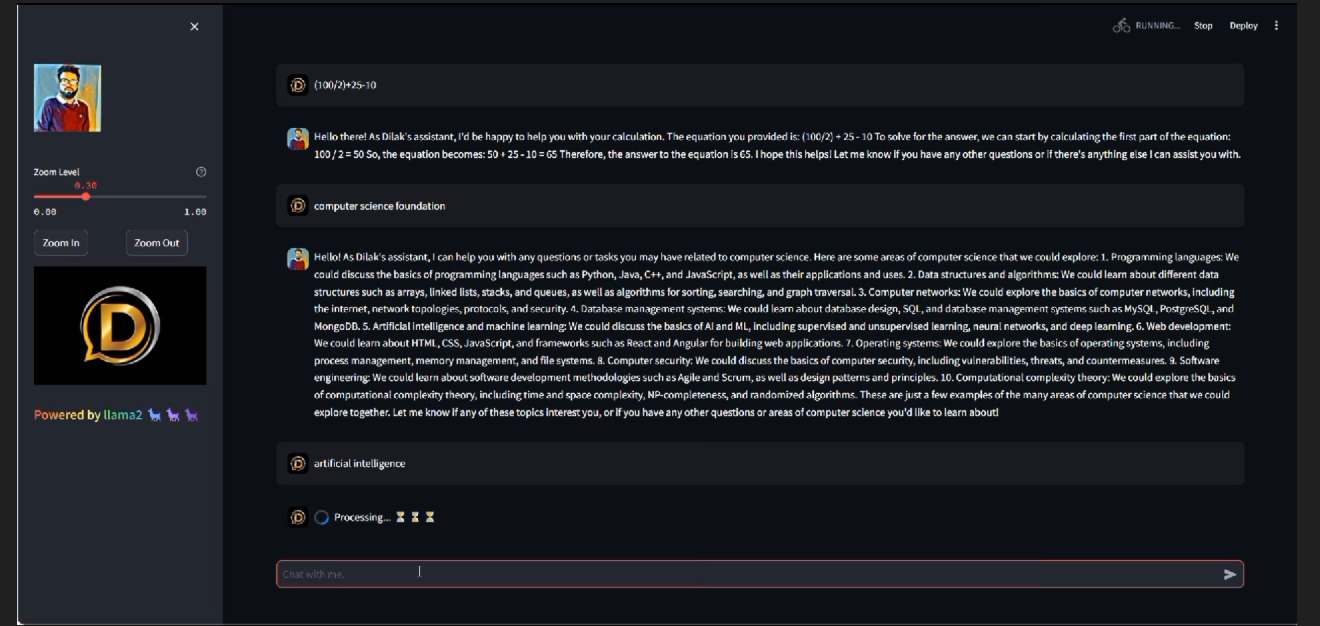 RUNNING... Stop Deploy
Zoom Level
0.30
0.00 1.00
Zoom In Zoom Out
D
Powered by llama2
(100/2)+25-10
Hello there! As Dilak's assistant, I'd be happy to help you with your calculation. The equation you provided is: (100/2) + 25 - 10 To solve for the answer, we can start by calculating the first part of the equation:
100 / 2 = 50 So, the equation becomes: 50 + 25 - 10 = 65 Therefore, the answer to the equation is 65. I hope this helps! Let me know if you have any other questions or if there's anything else I can assist you with.
computer science foundation
Hello! As Dilak's assistant, I can help you with any questions or tasks you may have related to computer science. Here are some areas of computer science that we could explore: 1. Programming languages: We
could discuss the basics of programming languages such as Python, Java, C++, and JavaScript, as well as their applications and uses. 2. Data structures and algorithms: We could learn about different data
structures such as arrays, linked lists, stacks, and queues, as well as algorithms for sorting, searching, and graph traversal. 3. Computer networks: We could explore the basics of computer networks, including
the internet, network topologies, protocols, and security. 4. Database management systems: We could learn about database design, SQL, and database management systems such as MySQL, PostgreSQL, and
MongoDB. 5. Artificial intelligence and machine learning: We could discuss the basics of AI and ML, including supervised and unsupervised learning, neural networks, and deep learning. 6. Web development:
We could learn about HTML, CSS, JavaScript, and frameworks such as React and Angular for building web applications. 7. Operating systems: We could explore the basics of operating systems, including
process management, memory management, and file systems. 8. Computer security: We could discuss the basics of computer security, including vulnerabilities, threats, and countermeasures. 9. Software
engineering: We could learn about software development methodologies such as Agile and Scrum, as well as design patterns and principles. 10. Computational complexity theory: We could explore the basics
of computational complexity theory, including time and space complexity, NP-completeness, and randomized algorithms. These are just a few examples of the many areas of computer science that we could
explore together. Let me know if any of these topics interest you, or if you have any other questions or areas of computer science you'd like to learn about!
artificial intelligence
Processing...
Chat with me.